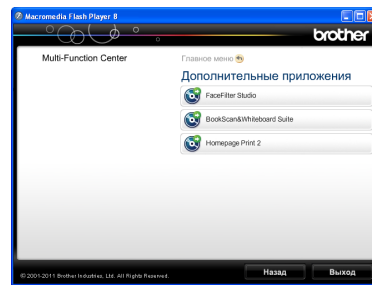 Macromedia Flash Player 8
brother
Multi-Function Center
Главное меню
Дополнительные приложения
FaceFilter Studio
BookScan&Whiteboard Suite
Homepage Print 2
© 2001-2011 Brother Industries, Ltd. All Rights Reserved.
Назад
Выход